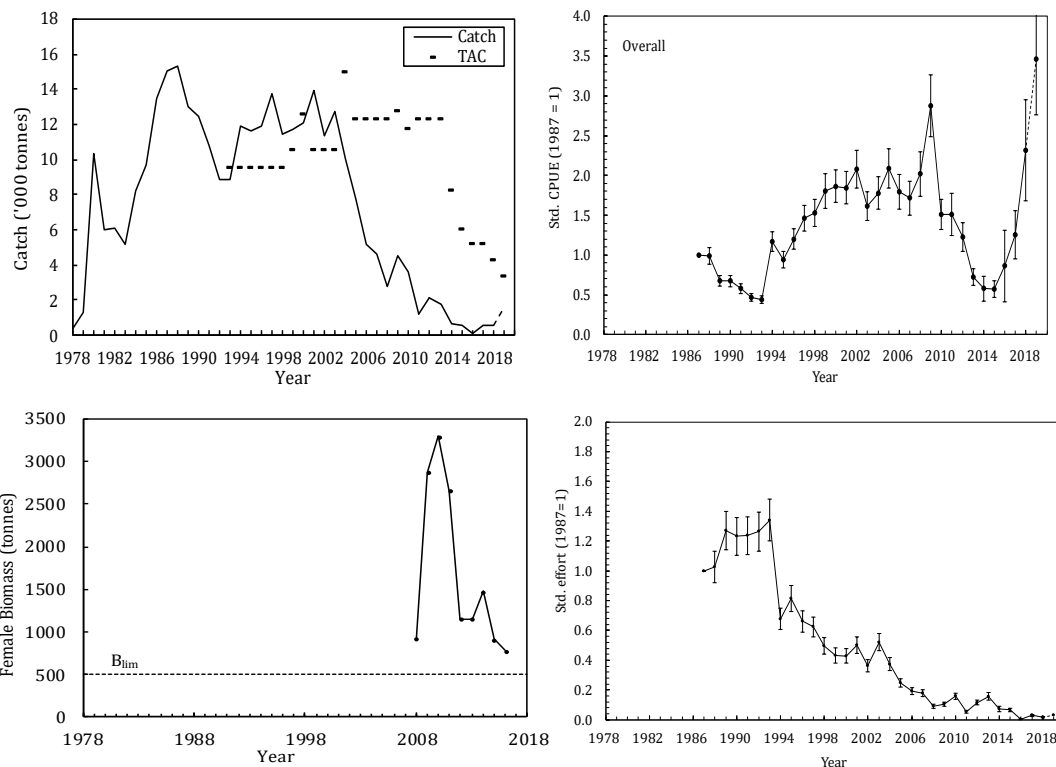 18
16
14
12
10
8
6
4
2
0
Catch ('000 tonnes)
Catch
TAC
1978 1982 1986 1990 1994 1998 2002 2006 2010 2014 2018
Year
4.0
3.5
3.0
2.5
2.0
1.5
1.0
0.5
0.0
Std. CPUE (1987 = 1)
Overall
1978 1982 1986 1990 1994 1998 2002 2006 2010 2014 2018
Year
3500
3000
2500
2000
1500
1000
500
0
Female Biomass (tonnes)
Blim
1978 1988 1998 2008 2018
Year
2.0
1.8
1.6
1.4
1.2
1.0
0.8
0.6
0.4
0.2
0.0
Std. effort (1987=1)
1978 1982 1986 1990 1994 1998 2002 2006 2010 2014 2018
Year